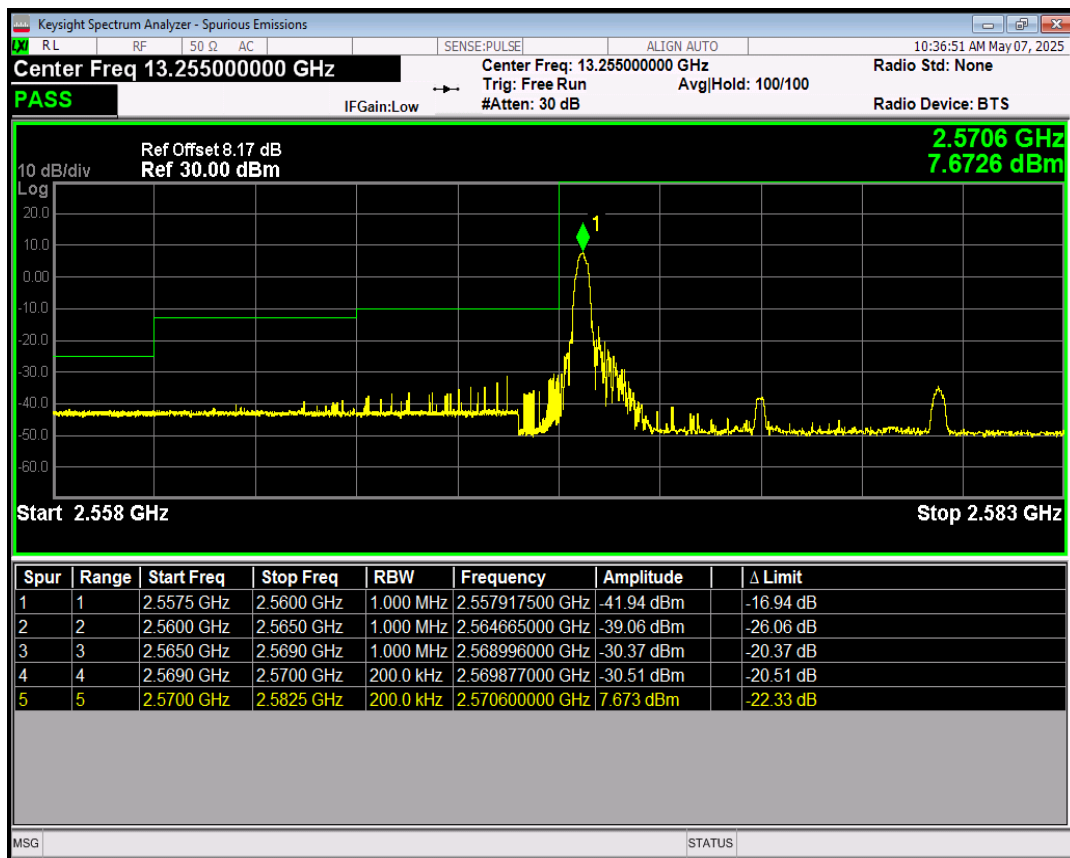 Keysight Spectrum Analyzer - Spurious Emissions
LXI RL RF 50 Ω AC SENSE:PULSE ALIGN AUTO 10:36:51 AM May 07, 2025
Center Freq 13.255000000 GHz Center Freq: 13.255000000 GHz Radio Std: None
Trig: Free Run Avg|Hold: 100/100
PASS IFGain:Low #Atten: 30 dB Radio Device: BTS
2.5706 GHz
Ref Offset 8.17 dB
10 dB/div Ref 30.00 dBm 7.6726 dBm
Log
20.0
1
10.0
0.00
-10.0
-20.0
-30.0
-40.0
-50.0
-60.0
Start 2.558 GHz Stop 2.583 GHz
Spur Range Start Freq Stop Freq RBW Frequency Amplitude Δ Limit
1 1 2.5575 GHz 2.5600 GHz 1.000 MHz 2.557917500 GHz -41.94 dBm -16.94 dB
2 2 2.5600 GHz 2.5650 GHz 1.000 MHz 2.564665000 GHz -39.06 dBm -26.06 dB
3 3 2.5650 GHz 2.5690 GHz 1.000 MHz 2.568996000 GHz -30.37 dBm -20.37 dB
4 4 2.5690 GHz 2.5700 GHz 200.0 kHz 2.569877000 GHz -30.51 dBm -20.51 dB
5 5 2.5700 GHz 2.5825 GHz 200.0 kHz 2.570600000 GHz 7.673 dBm -22.33 dB
MSG STATUS